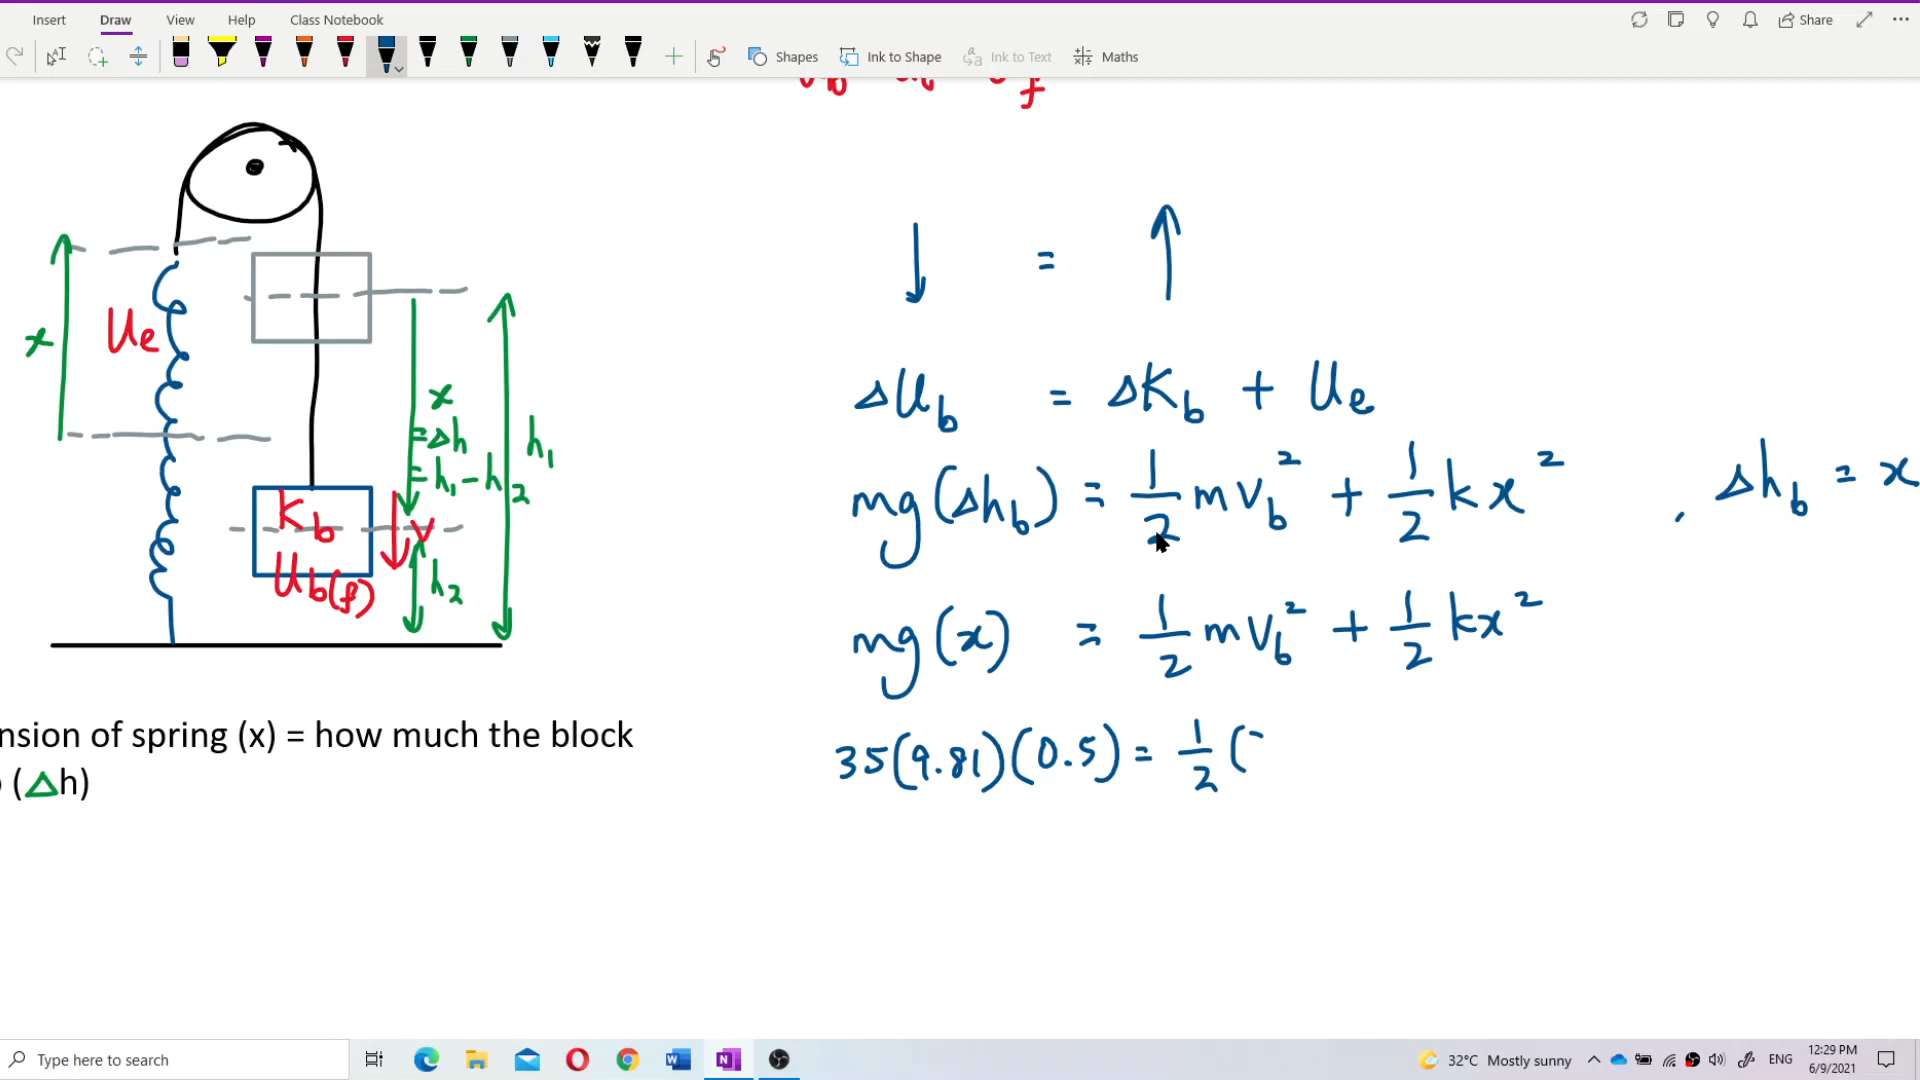 Insert Draw View Help Class Notebook Share
Shapes Ink to Shape Ink to Text Maths
↓ = ↑
x
Ue
x
=Δh
=h₁-h₂
h₁
Kb
v
Ub(f)
h₂
ΔUb = ΔKb + Ue
mg(Δhb) = 1/2 mvb² + 1/2 kx² , Δhb = x
mg(x) = 1/2 mvb² + 1/2 kx²
35(9.81)(0.5) = 1/2 (
nsion of spring (x) = how much the block
(Δh)
Type here to search
32°C Mostly sunny ENG 12:29 PM
6/9/2021